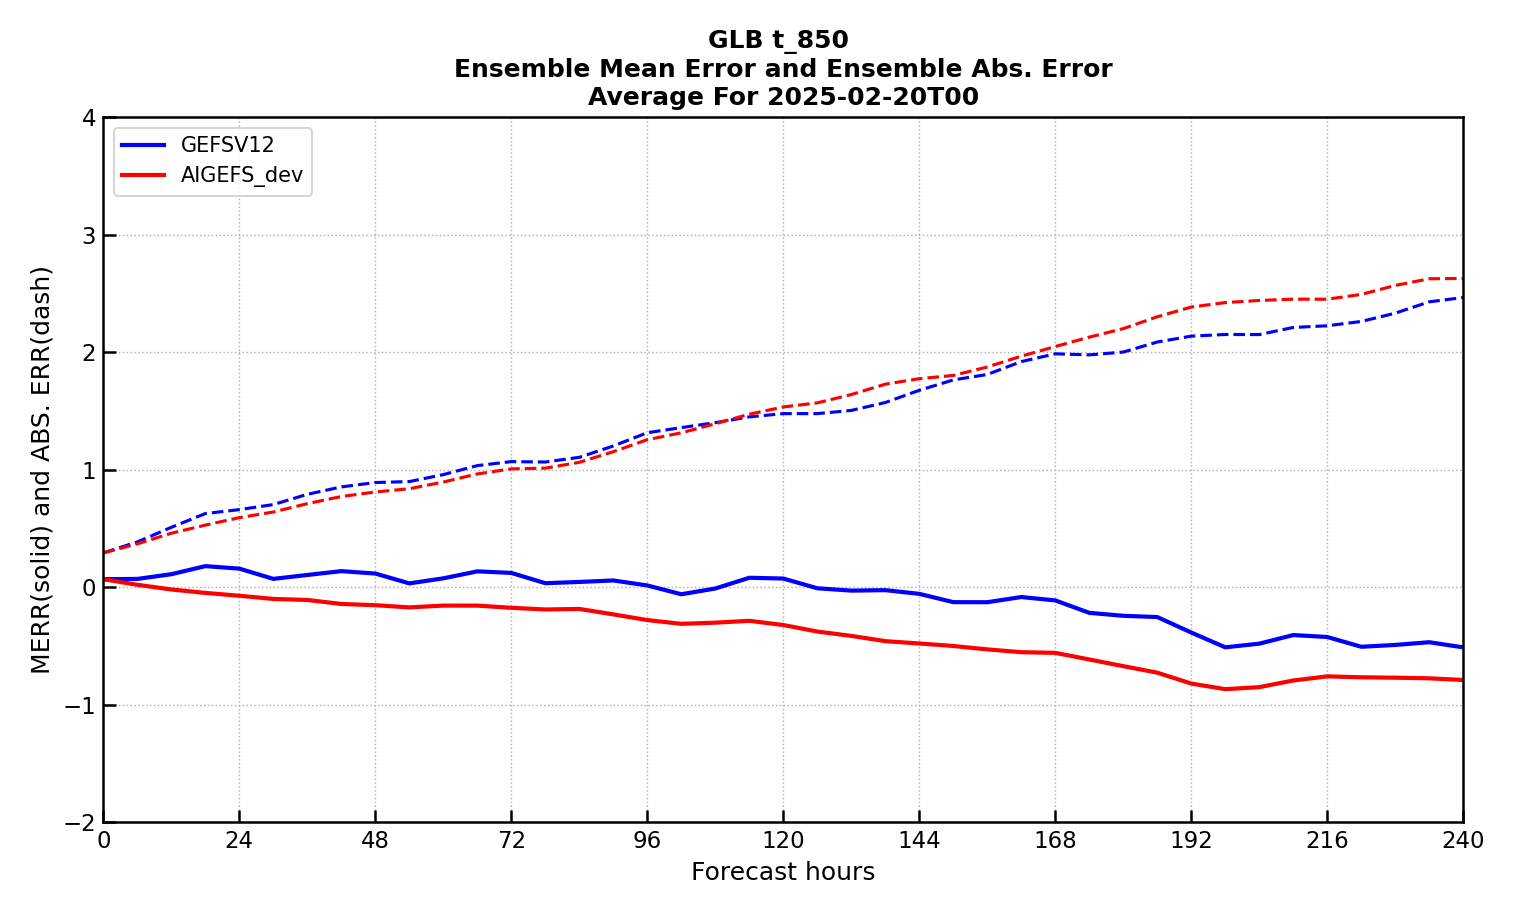 GLB t_850
Ensemble Mean Error and Ensemble Abs. Error
Average For 2025-02-20T00
GEFSV12
AIGEFS_dev
MERR(solid) and ABS. ERR(dash)
4
3
2
1
0
−1
−2
0 24 48 72 96 120 144 168 192 216 240
Forecast hours